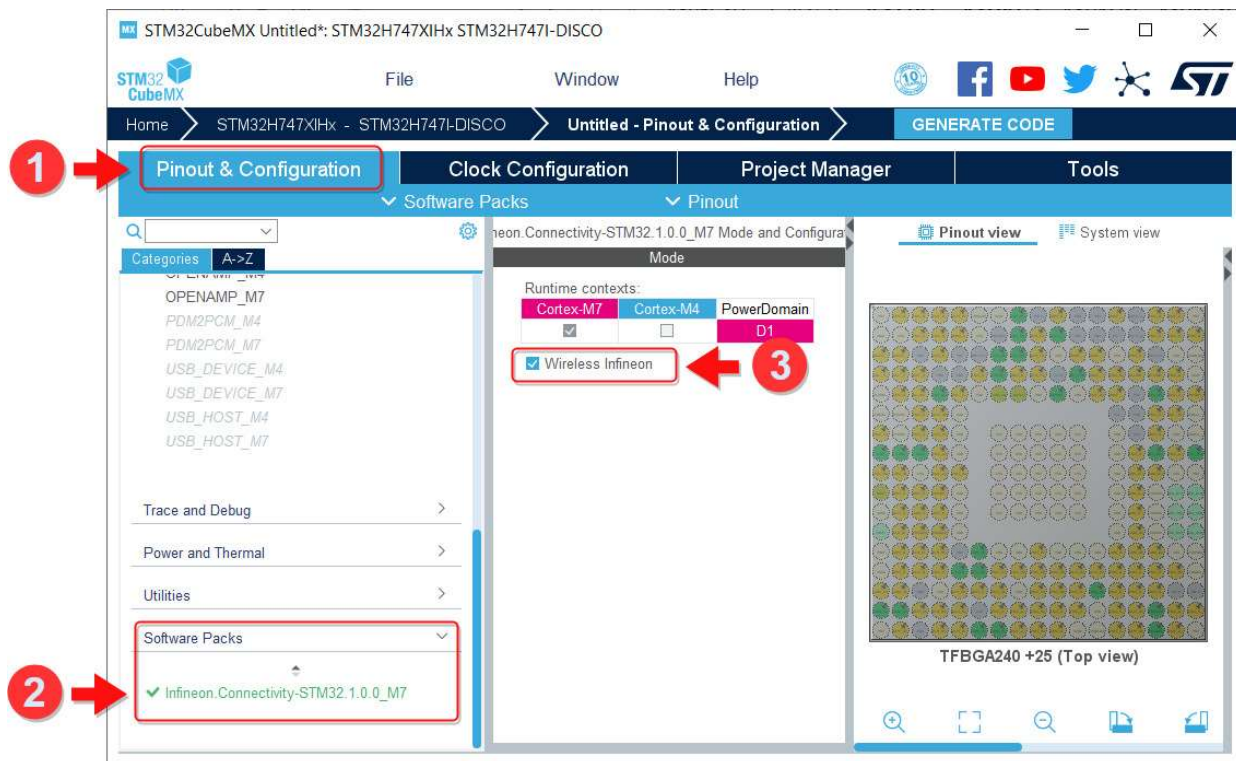 MX STM32CubeMX Untitled*: STM32H747XIHx STM32H747I-DISCO
STM32 CubeMX
File Window Help
10
ST
Home STM32H747XIHx - STM32H747I-DISCO Untitled - Pinout & Configuration GENERATE CODE
1
Pinout & Configuration Clock Configuration Project Manager Tools
Software Packs Pinout
Categories A->Z
OPENAMP_M4
OPENAMP_M7
PDM2PCM_M4
PDM2PCM_M7
USB_DEVICE_M4
USB_DEVICE_M7
USB_HOST_M4
USB_HOST_M7
Trace and Debug
Power and Thermal
Utilities
Software Packs
2
Infineon.Connectivity-STM32.1.0.0_M7
neon.Connectivity-STM32.1.0.0_M7 Mode and Configura
Mode
Runtime contexts:
Cortex-M7 Cortex-M4 PowerDomain
D1
Wireless Infineon
3
Pinout view System view
TFBGA240 +25 (Top view)